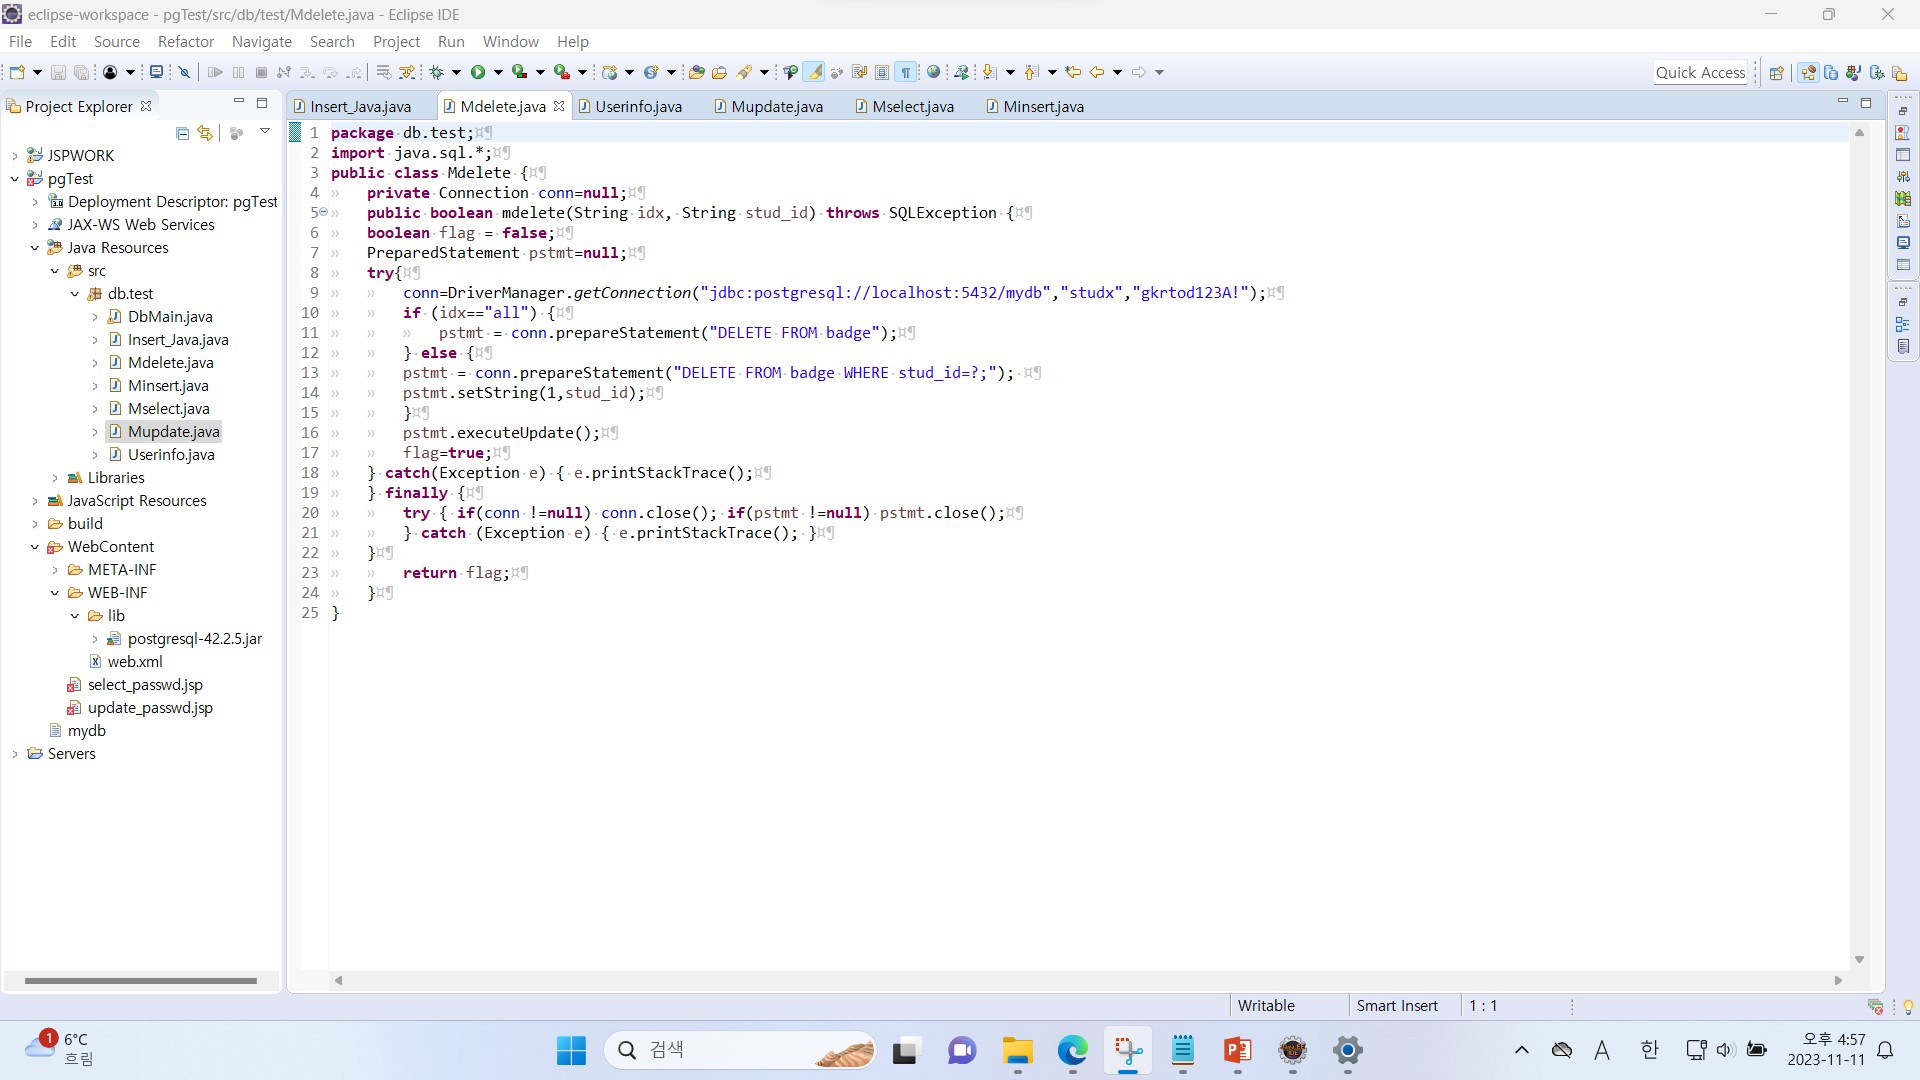 eclipse-workspace - pgTest/src/db/test/Mdelete.java - Eclipse IDE
File Edit Source Refactor Navigate Search Project Run Window Help
Quick Access
Project Explorer
Insert_Java.java Mdelete.java Userinfo.java Mupdate.java Mselect.java Minsert.java
JSPWORK
pgTest
Deployment Descriptor: pgTest
JAX-WS Web Services
Java Resources
src
db.test
DbMain.java
Insert_Java.java
Mdelete.java
Minsert.java
Mselect.java
Mupdate.java
Userinfo.java
Libraries
JavaScript Resources
build
WebContent
META-INF
WEB-INF
lib
postgresql-42.2.5.jar
web.xml
select_passwd.jsp
update_passwd.jsp
mydb
Servers
1 package db.test;¤¶
2 import java.sql.*;¤¶
3 public class Mdelete {¤¶
4 » private Connection conn=null;¤¶
5 » public boolean mdelete(String idx, String stud_id) throws SQLException {¤¶
6 » boolean flag = false;¤¶
7 » PreparedStatement pstmt=null;¤¶
8 » try{¤¶
9 » » conn=DriverManager.getConnection("jdbc:postgresql://localhost:5432/mydb","studx","gkrtod123A!");¤¶
10 » » if (idx=="all") {¤¶
11 » » » pstmt = conn.prepareStatement("DELETE FROM badge");¤¶
12 » » } else {¤¶
13 » » pstmt = conn.prepareStatement("DELETE FROM badge WHERE stud_id=?;"); ¤¶
14 » » pstmt.setString(1,stud_id);¤¶
15 » » }¤¶
16 » » pstmt.executeUpdate();¤¶
17 » » flag=true;¤¶
18 » } catch(Exception e) { e.printStackTrace();¤¶
19 » } finally {¤¶
20 » » try { if(conn !=null) conn.close(); if(pstmt !=null) pstmt.close();¤¶
21 » » } catch (Exception e) { e.printStackTrace(); }¤¶
22 » }¤¶
23 » » return flag;¤¶
24 » }¤¶
25 }
Writable Smart Insert 1 : 1
1
6°C
흐림
검색
A 한
오후 4:57
2023-11-11